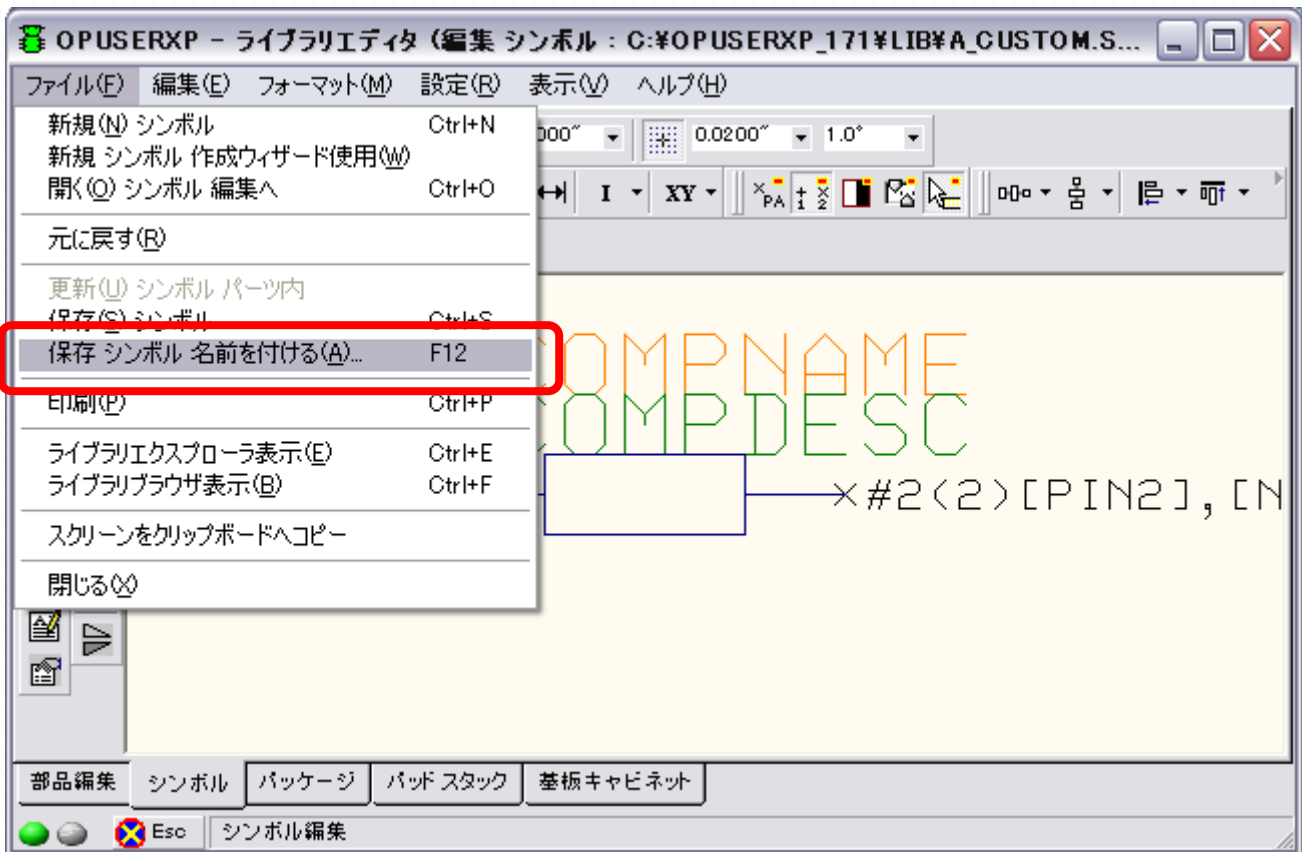 OPUSERXP - ライブラリエディタ (編集 シンボル : C:¥OPUSERXP_171¥LIB¥A_CUSTOM.S...
ファイル(F) 編集(E) フォーマット(M) 設定(R) 表示(V) ヘルプ(H)
新規(N) シンボル Ctrl+N
新規 シンボル 作成ウィザード使用(W)
開く(O) シンボル 編集へ Ctrl+O
元に戻す(R)
更新(U) シンボル パーツ内
保存(S) シンボル Ctrl+S
保存 シンボル 名前を付ける(A)... F12
印刷(P) Ctrl+P
ライブラリエクスプローラ表示(E) Ctrl+E
ライブラリブラウザ表示(B) Ctrl+F
スクリーンをクリップボードへコピー
閉じる(X)
000″ 0.0200″ 1.0°
I XY PA + 1 × 2
COMPNAME
COMPDESC
×#2(2)[PIN2],[N
部品編集 シンボル パッケージ パッド スタック 基板キャビネット
Esc シンボル編集